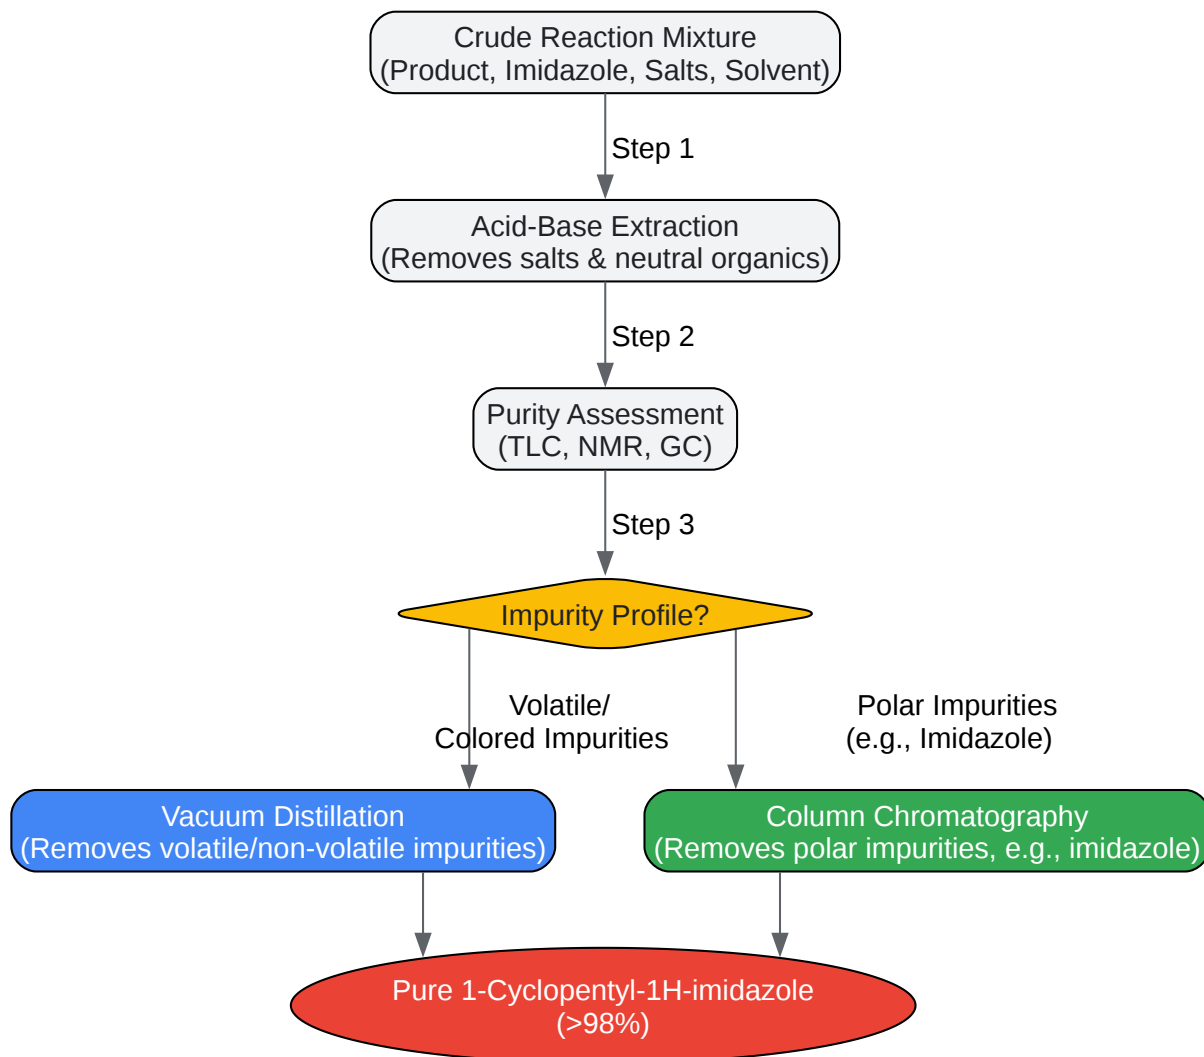 Crude Reaction Mixture
(Product, Imidazole, Salts, Solvent)
Step 1
Acid-Base Extraction
(Removes salts & neutral organics)
Step 2
Purity Assessment
(TLC, NMR, GC)
Step 3
Impurity Profile?
Volatile/
Colored Impurities
Polar Impurities
(e.g., Imidazole)
Vacuum Distillation
(Removes volatile/non-volatile impurities)
Column Chromatography
(Removes polar impurities, e.g., imidazole)
Pure 1-Cyclopentyl-1H-imidazole
(>98%)